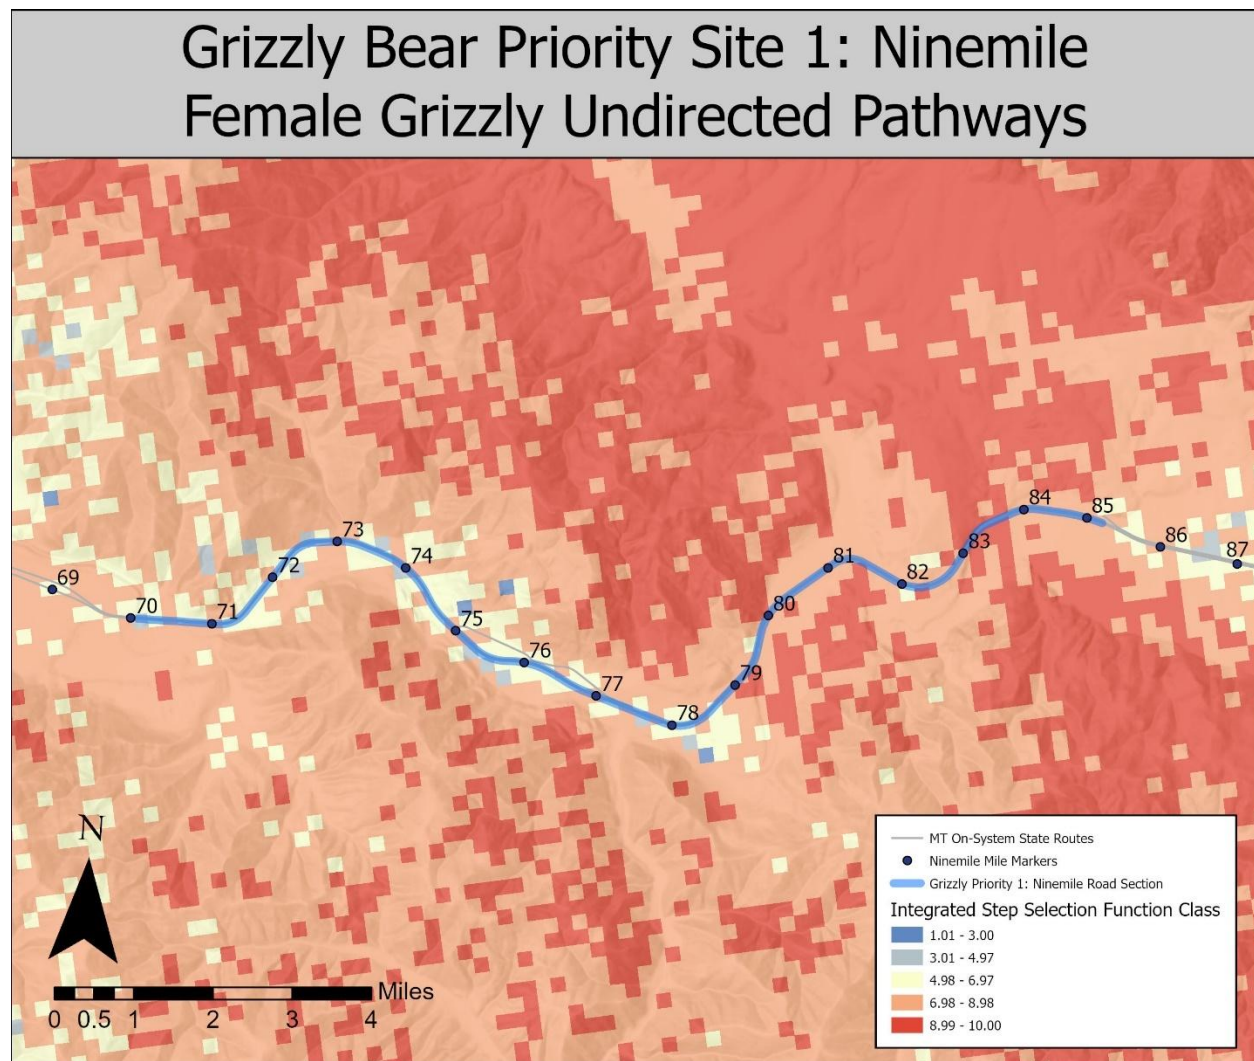 Grizzly Bear Priority Site 1: Ninemile
Female Grizzly Undirected Pathways
69
70
71
72
73
74
75
76
77
78
79
80
81
82
83
84
85
86
87
N
Miles
0 0.5 1 2 3 4
MT On-System State Routes
Ninemile Mile Markers
Grizzly Priority 1: Ninemile Road Section
Integrated Step Selection Function Class
1.01 - 3.00
3.01 - 4.97
4.98 - 6.97
6.98 - 8.98
8.99 - 10.00